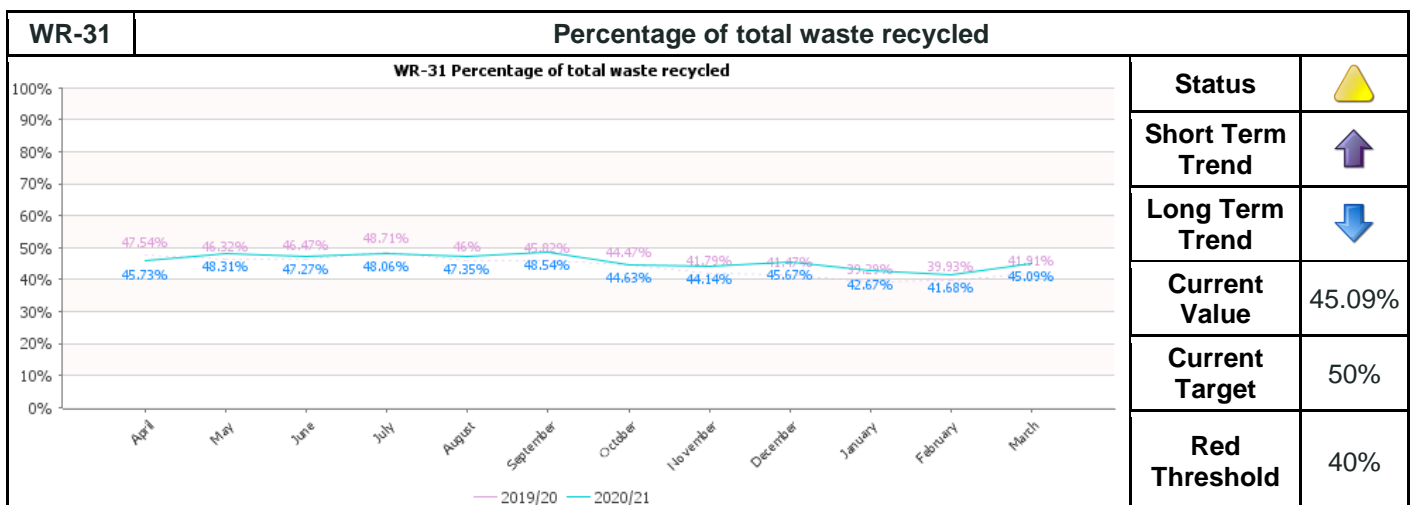 WR-31 Percentage of total waste recycled
WR-31 Percentage of total waste recycled
100%
90%
80%
70%
60%
50%
40%
30%
20%
10%
0%
47.54% 46.32% 46.47% 48.71% 46% 45.82% 44.47% 41.79% 41.47% 39.29% 39.93% 41.91%
45.73% 48.31% 47.27% 48.06% 47.35% 48.54% 44.63% 44.14% 45.67% 42.67% 41.68% 45.09%
April May June July August September October November December January February March
2019/20 2020/21
Status
Short Term
Trend
Long Term
Trend
Current
Value
45.09%
Current
Target
50%
Red
Threshold
40%